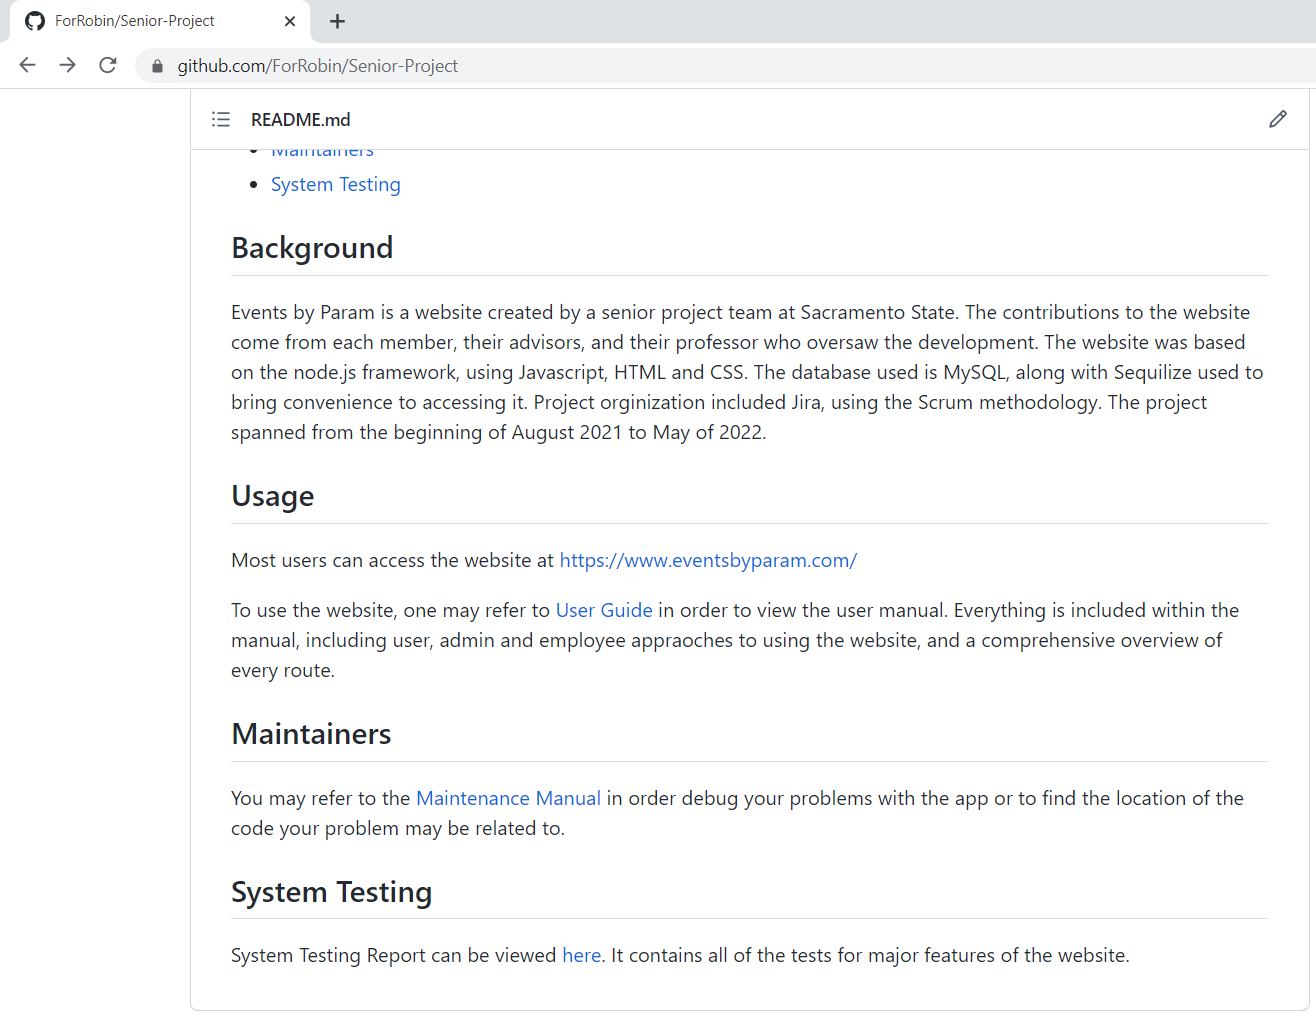 ForRobin/Senior-Project
github.com/ForRobin/Senior-Project
README.md
Maintainers
System Testing
Background
Events by Param is a website created by a senior project team at Sacramento State. The contributions to the website
come from each member, their advisors, and their professor who oversaw the development. The website was based
on the node.js framework, using Javascript, HTML and CSS. The database used is MySQL, along with Sequilize used to
bring convenience to accessing it. Project orginization included Jira, using the Scrum methodology. The project
spanned from the beginning of August 2021 to May of 2022.
Usage
Most users can access the website at https://www.eventsbyparam.com/
To use the website, one may refer to User Guide in order to view the user manual. Everything is included within the
manual, including user, admin and employee appraoches to using the website, and a comprehensive overview of
every route.
Maintainers
You may refer to the Maintenance Manual in order debug your problems with the app or to find the location of the
code your problem may be related to.
System Testing
System Testing Report can be viewed here. It contains all of the tests for major features of the website.